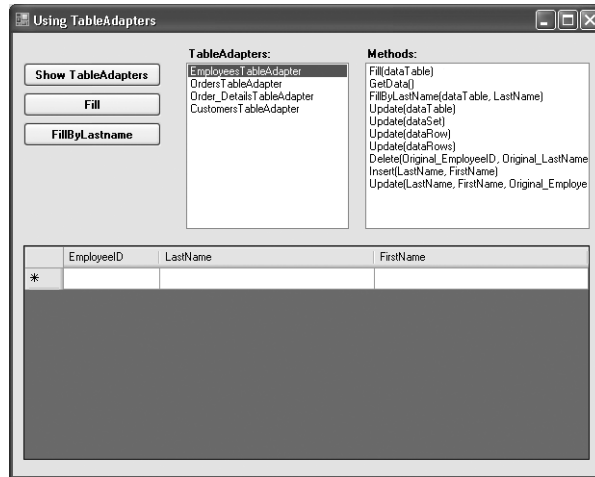 Using TableAdapters
Show TableAdapters
Fill
FillByLastname
TableAdapters:
EmployeesTableAdapter
OrdersTableAdapter
Order_DetailsTableAdapter
CustomersTableAdapter
Methods:
Fill(dataTable)
GetData()
FillByLastName(dataTable, LastName)
Update(dataTable)
Update(dataSet)
Update(dataRow)
Update(dataRows)
Delete(Original_EmployeeID, Original_LastName
Insert(LastName, FirstName)
Update(LastName, FirstName, Original_Employe
EmployeeID LastName FirstName